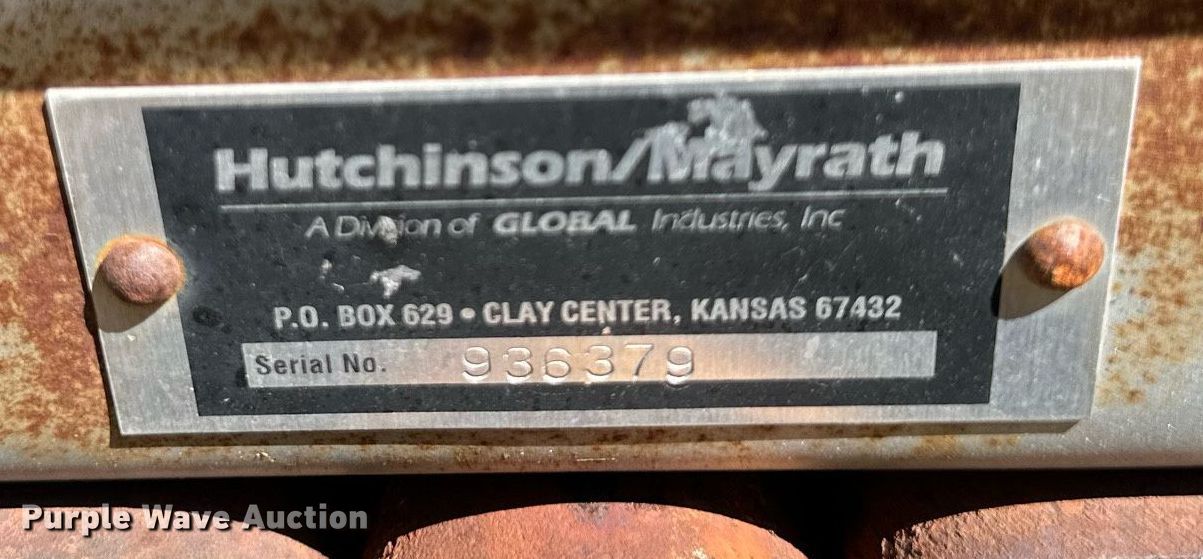 Hutchinson/Mayrath
A Division of GLOBAL Industries, Inc
P.O. BOX 629 • CLAY CENTER, KANSAS 67432
Serial No. 936379
Purple Wave Auction